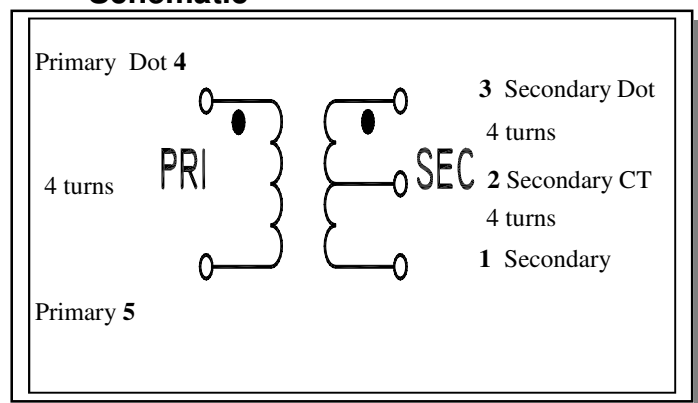 Schematic
Primary Dot 4
3 Secondary Dot
4 turns
PRI
SEC
4 turns
2 Secondary CT
4 turns
1 Secondary
Primary 5